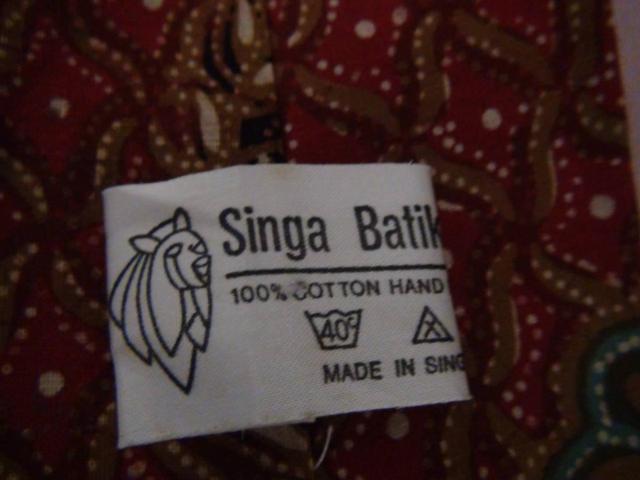 Singa Batik
100% COTTON HAND
40°
MADE IN SING